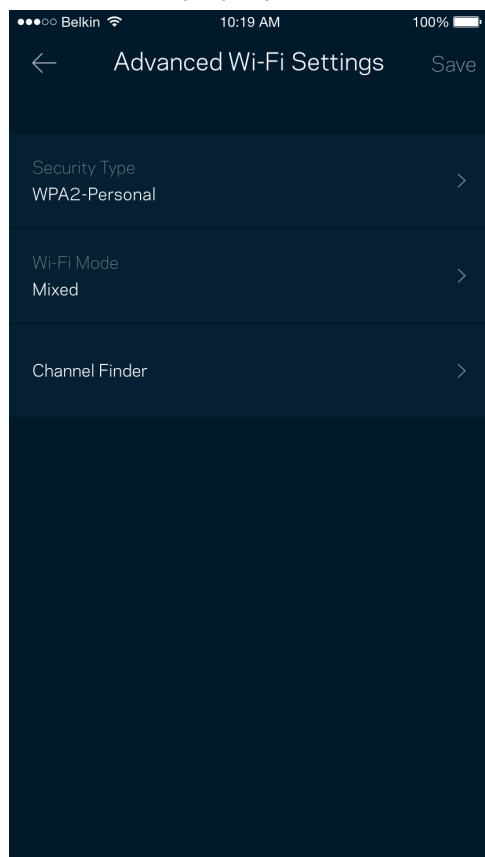 Belkin 10:19 AM 100%
Advanced Wi-Fi Settings Save
Security Type
WPA2-Personal
Wi-Fi Mode
Mixed
Channel Finder